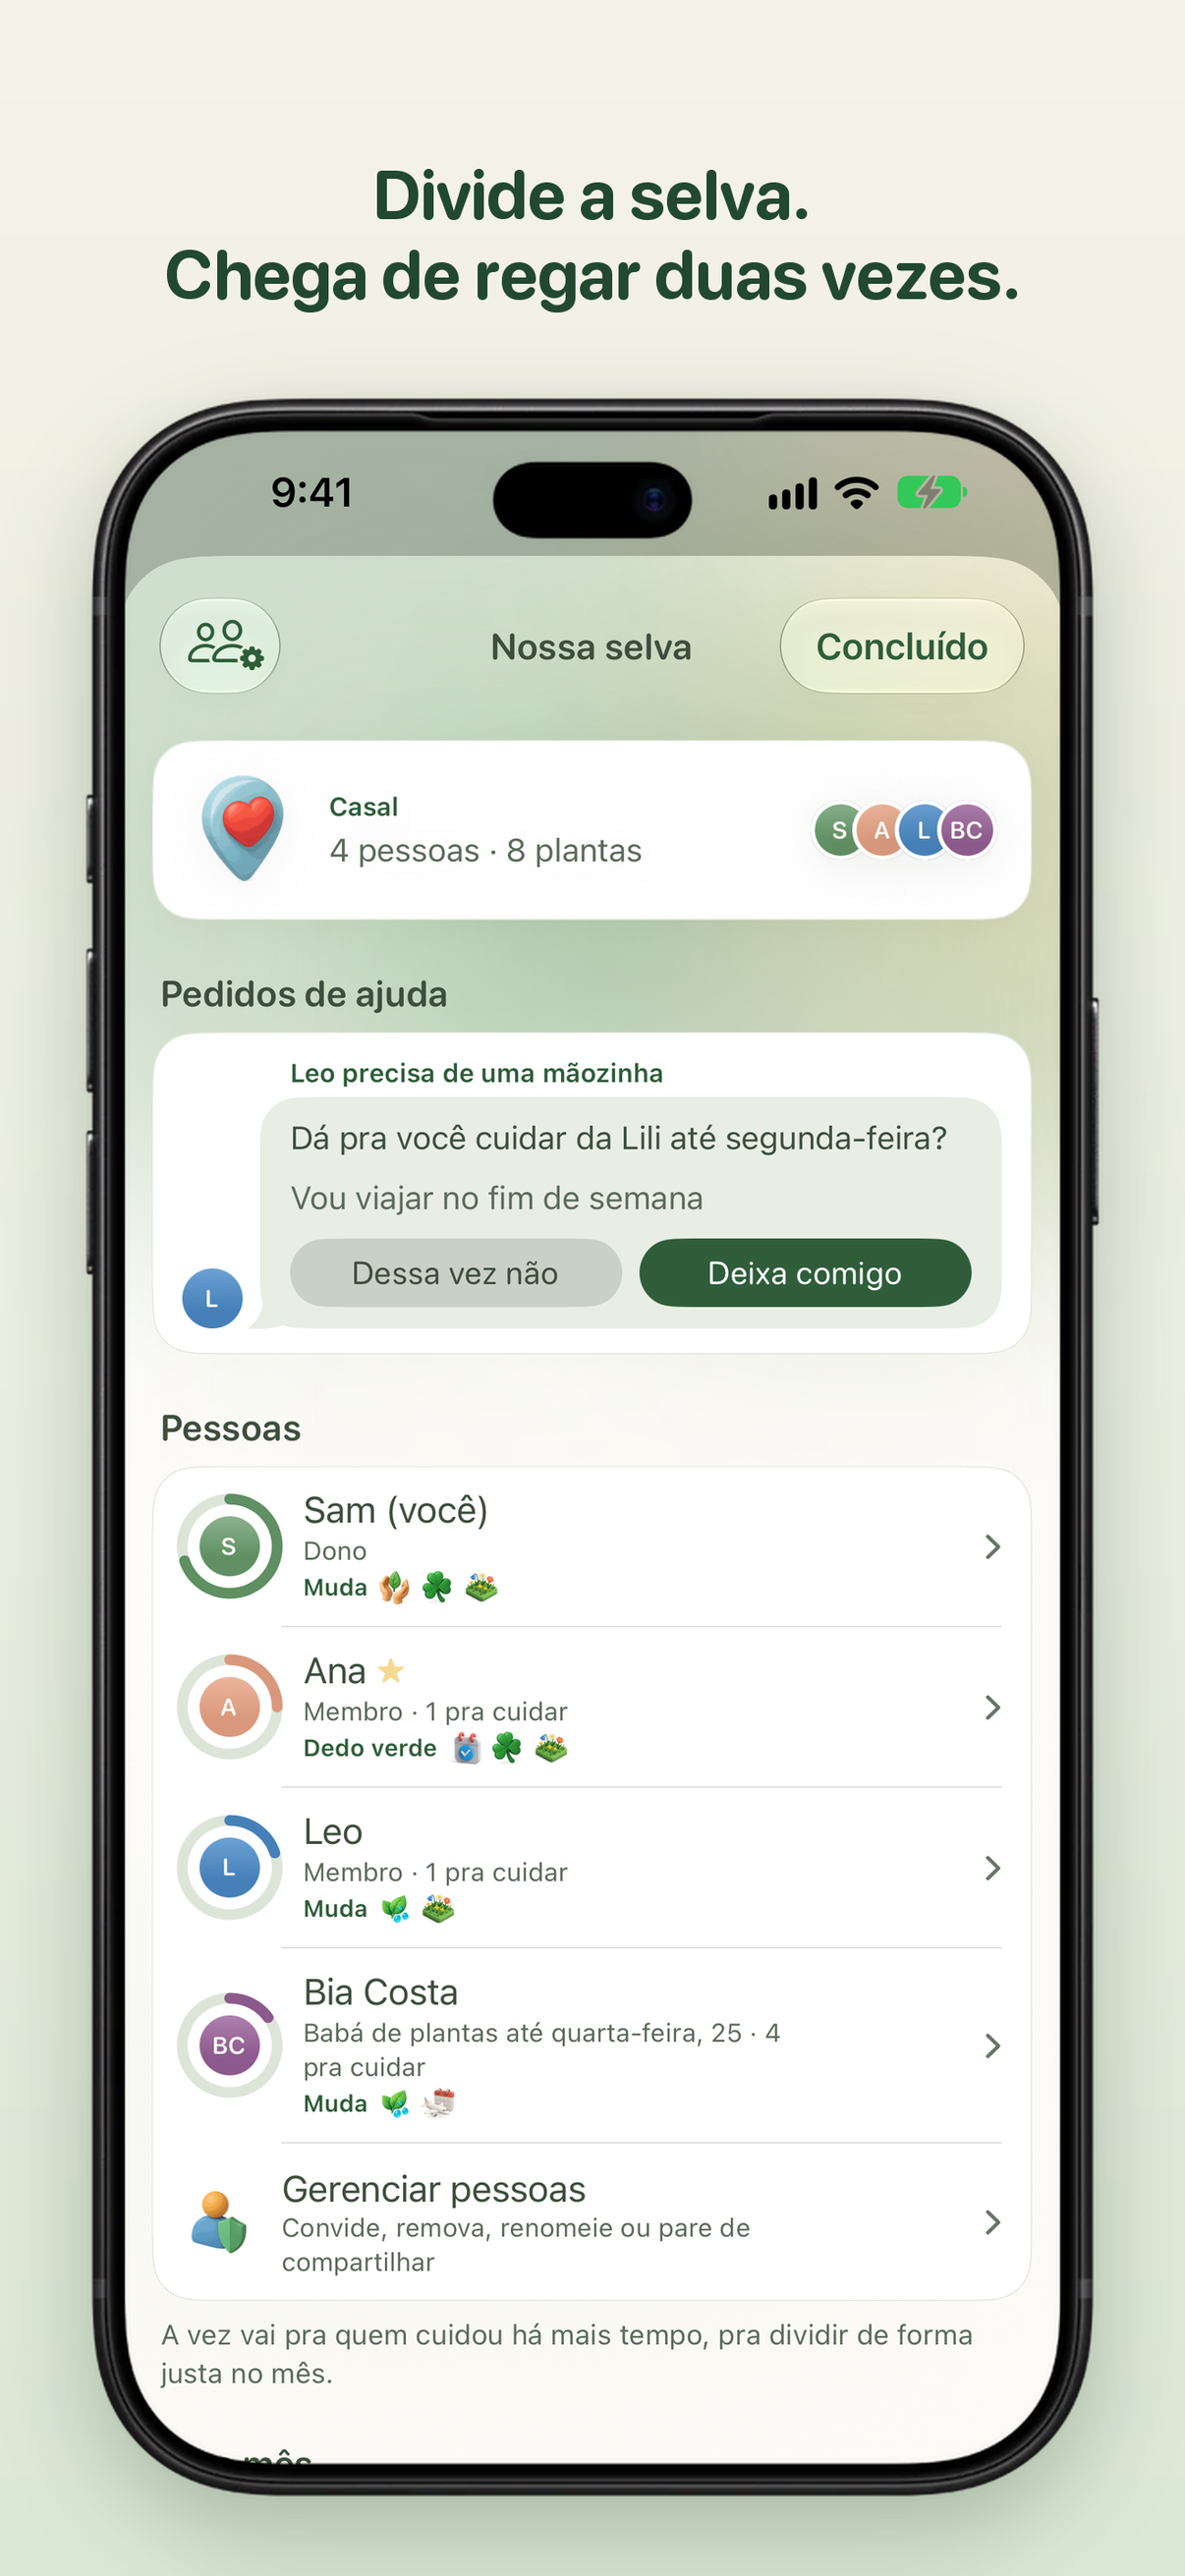 Divide a selva.
Chega de regar duas vezes.
9:41
Nossa selva
Concluído
Casal
4 pessoas · 8 plantas
S A L BC
Pedidos de ajuda
Leo precisa de uma mãozinha
Dá pra você cuidar da Lili até segunda-feira?
Vou viajar no fim de semana
Dessa vez não
Deixa comigo
L
Pessoas
S
Sam (você)
Dono
Muda
A
Ana
Membro · 1 pra cuidar
Dedo verde
L
Leo
Membro · 1 pra cuidar
Muda
BC
Bia Costa
Babá de plantas até quarta-feira, 25 · 4
pra cuidar
Muda
Gerenciar pessoas
Convide, remova, renomeie ou pare de
compartilhar
A vez vai pra quem cuidou há mais tempo, pra dividir de forma
justa no mês.
mês